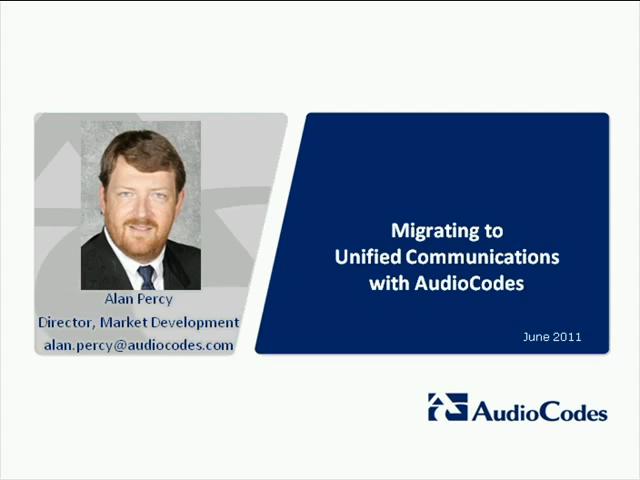 Alan Percy
Director, Market Development
alan.percy@audiocodes.com
Migrating to
Unified Communications
with AudioCodes
June 2011
AudioCodes